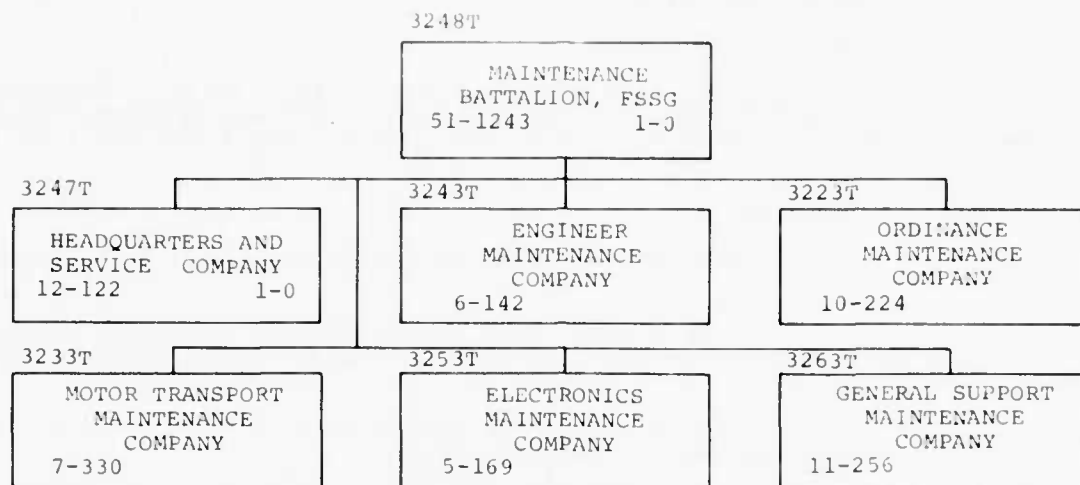 3248T
MAINTENANCE
BATTALION, FSSG
51-1243 1-0
3247T
HEADQUARTERS AND
SERVICE COMPANY
12-122 1-0
3243T
ENGINEER
MAINTENANCE
COMPANY
6-142
3223T
ORDINANCE
MAINTENANCE
COMPANY
10-224
3233T
MOTOR TRANSPORT
MAINTENANCE
COMPANY
7-330
3253T
ELECTRONICS
MAINTENANCE
COMPANY
5-169
3263T
GENERAL SUPPORT
MAINTENANCE
COMPANY
11-256